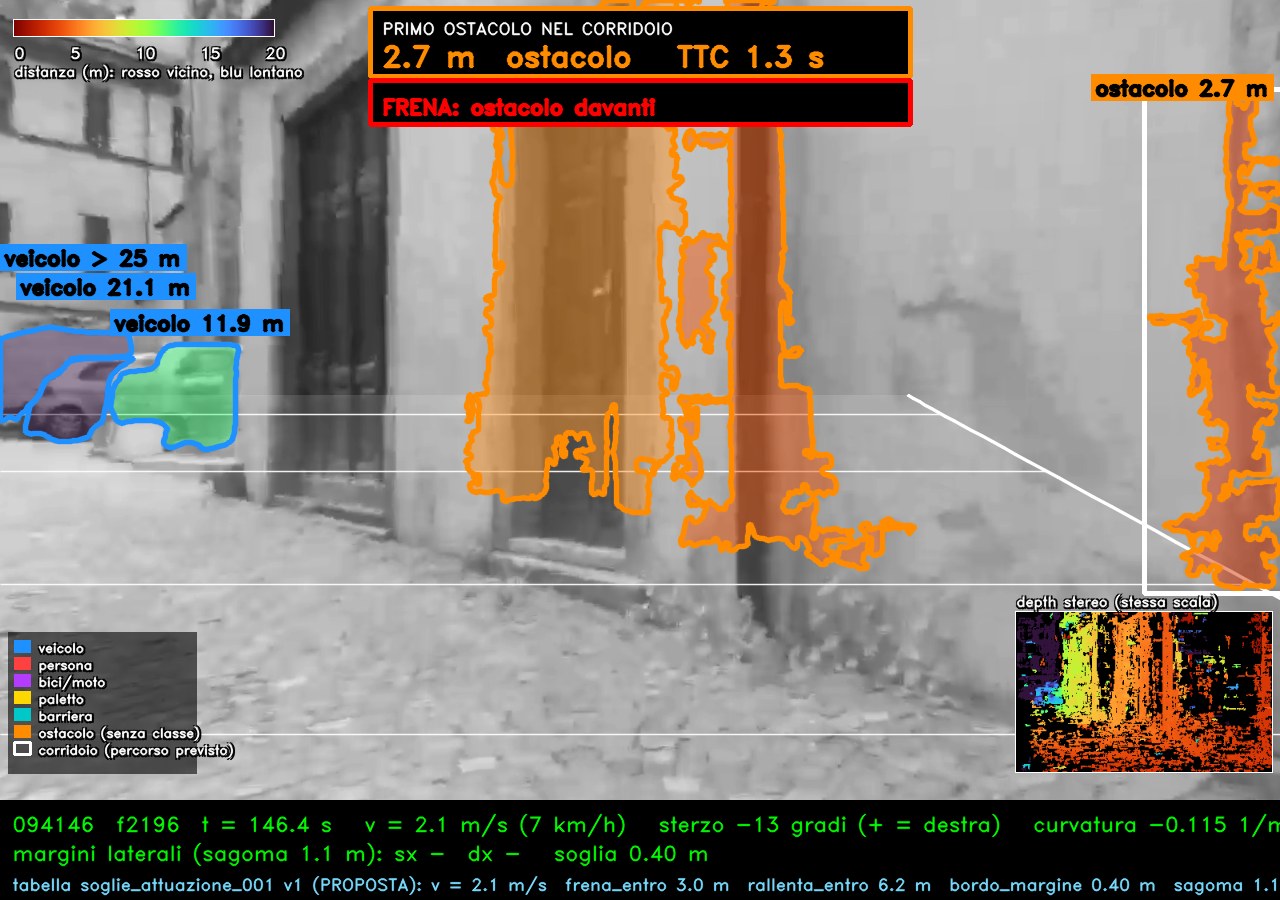 0 5 10 15 20
distanza (m): rosso vicino, blu lontano
PRIMO OSTACOLO NEL CORRIDOIO
2.7 m ostacolo TTC 1.3 s
FRENA: ostacolo davanti
ostacolo 2.7 m
veicolo > 25 m
veicolo 21.1 m
veicolo 11.9 m
depth stereo (stessa scala)
veicolo
persona
bici/moto
paletto
barriera
ostacolo (senza classe)
corridoio (percorso previsto)
094146 f2196 t = 146.4 s v = 2.1 m/s (7 km/h) sterzo −13 gradi (+ = destra) curvatura −0.115 1/m
margini laterali (sagoma 1.1 m): sx − dx − soglia 0.40 m
tabella soglie_attuazione_001 v1 (PROPOSTA): v = 2.1 m/s frena_entro 3.0 m rallenta_entro 6.2 m bordo_margine 0.40 m sagoma 1.1